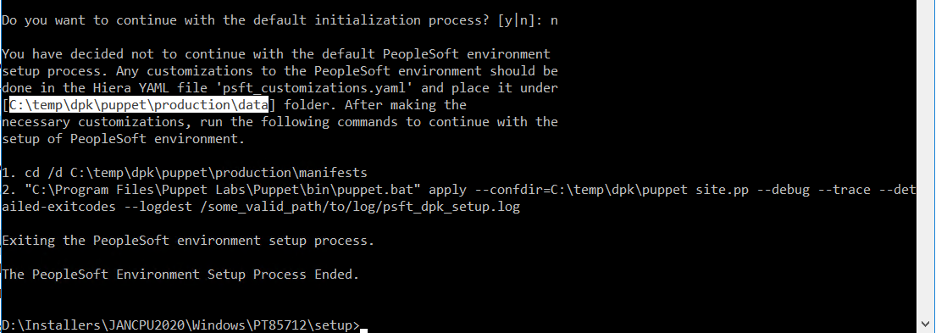 Do you want to continue with the default initialization process? [y|n]: n
You have decided not to continue with the default PeopleSoft environment
setup process. Any customizations to the PeopleSoft environment should be
done in the Hiera YAML file 'psft_customizations.yaml' and place it under
[C:\temp\dpk\puppet\production\data] folder. After making the
necessary customizations, run the following commands to continue with the
setup of PeopleSoft environment.
1. cd /d C:\temp\dpk\puppet\production\manifests
2. "C:\Program Files\Puppet Labs\Puppet\bin\puppet.bat" apply --confdir=C:\temp\dpk\puppet site.pp --debug --trace --det
ailed-exitcodes --logdest /some_valid_path/to/log/psft_dpk_setup.log
Exiting the PeopleSoft environment setup process.
The PeopleSoft Environment Setup Process Ended.
D:\Installers\JANCPU2020\Windows\PT85712\setup>